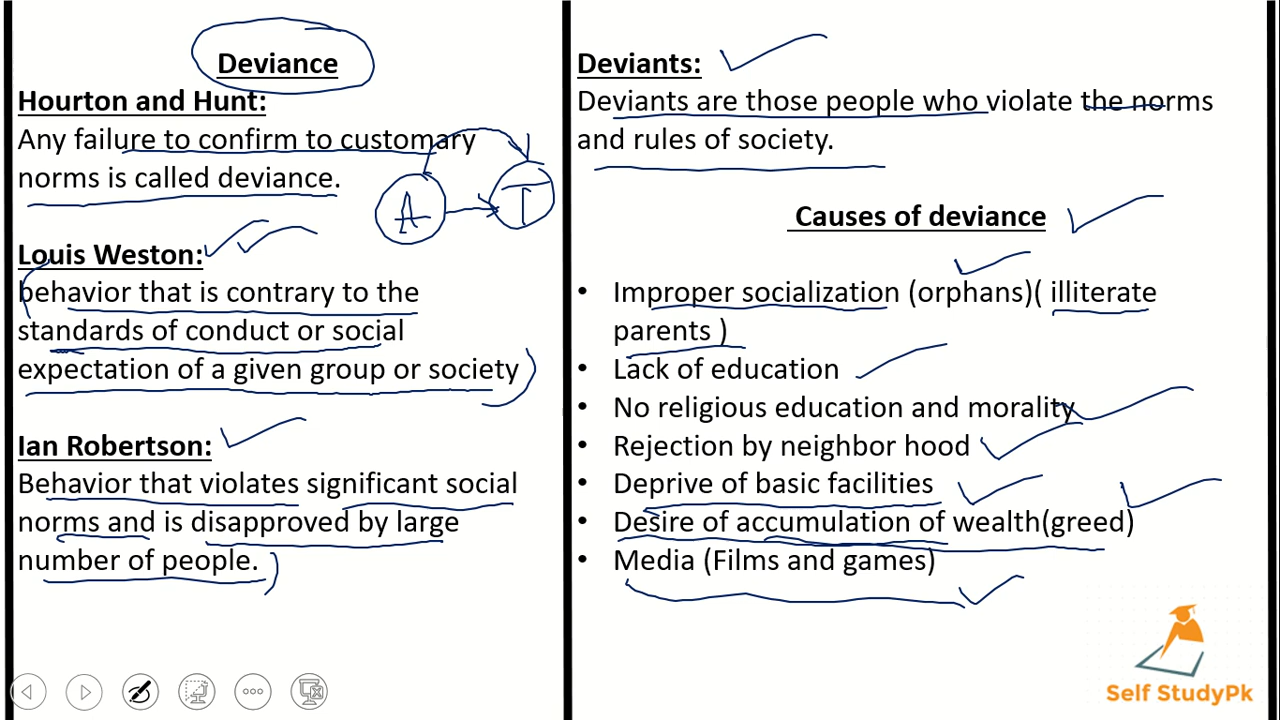 Deviance
Hourton and Hunt:
Any failure to confirm to customary
norms is called deviance.
A
T
Louis Weston:
behavior that is contrary to the
standards of conduct or social
expectation of a given group or society
Ian Robertson:
Behavior that violates significant social
norms and is disapproved by large
number of people.
Deviants:
Deviants are those people who violate the norms
and rules of society.
Causes of deviance
• Improper socialization (orphans)( illiterate
parents )
• Lack of education
• No religious education and morality
• Rejection by neighbor hood
• Deprive of basic facilities
• Desire of accumulation of wealth(greed)
• Media (Films and games)
Self StudyPk